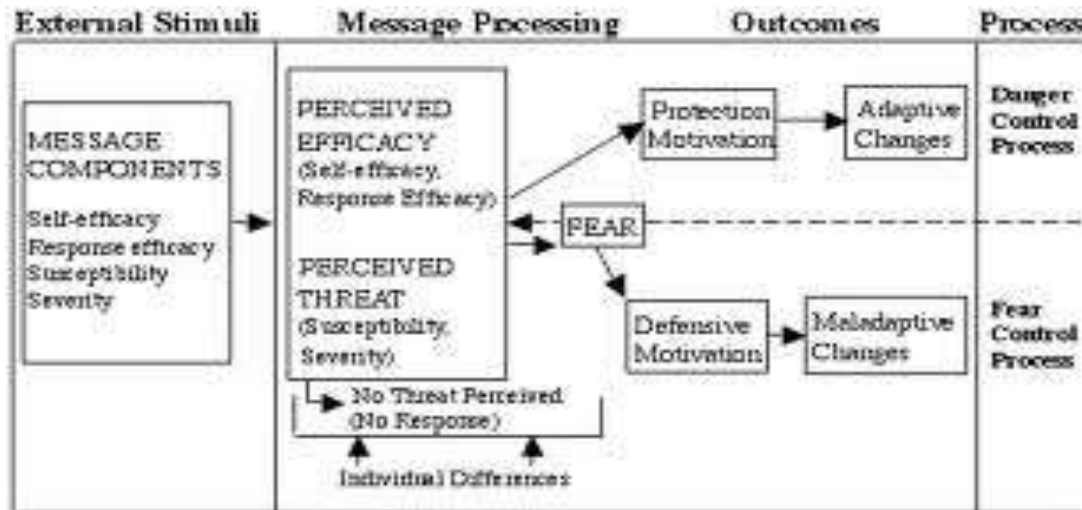 External Stimuli
Message Processing
Outcomes
Process
MESSAGE
COMPONENTS
Self-efficacy
Response efficacy
Susceptibility
Severity
PERCEIVED
EFFICACY
(Self-efficacy,
Response Efficacy)
PERCEIVED
THREAT
(Susceptibility,
Severity)
No Threat Perceived
(No Response)
Individual Differences
FEAR
Protection
Motivation
Adaptive
Changes
Defensive
Motivation
Maladaptive
Changes
Danger
Control
Process
Fear
Control
Process